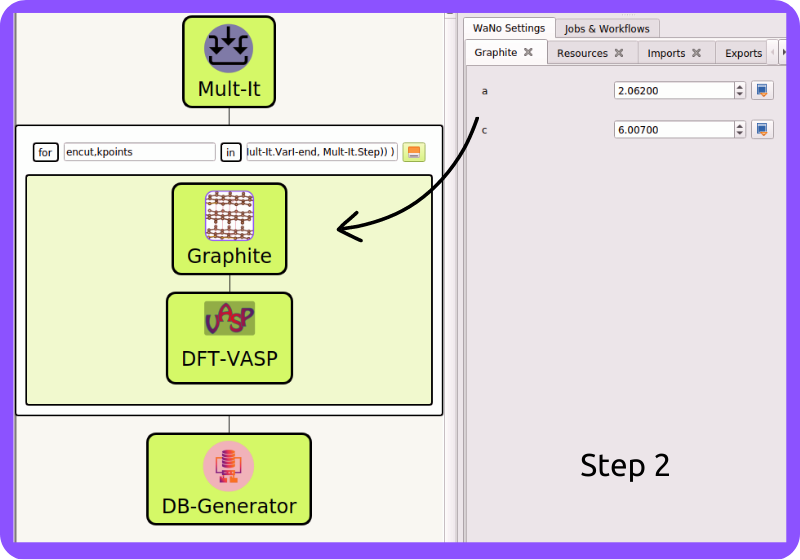 Mult-It
for
encut,kpoints
in
ult-It.VarI-end, Mult-It.Step)) )
Graphite
VASP
DFT-VASP
DB-Generator
WaNo Settings
Jobs & Workflows
Graphite
Resources
Imports
Exports
a
2.06200
c
6.00700
Step 2